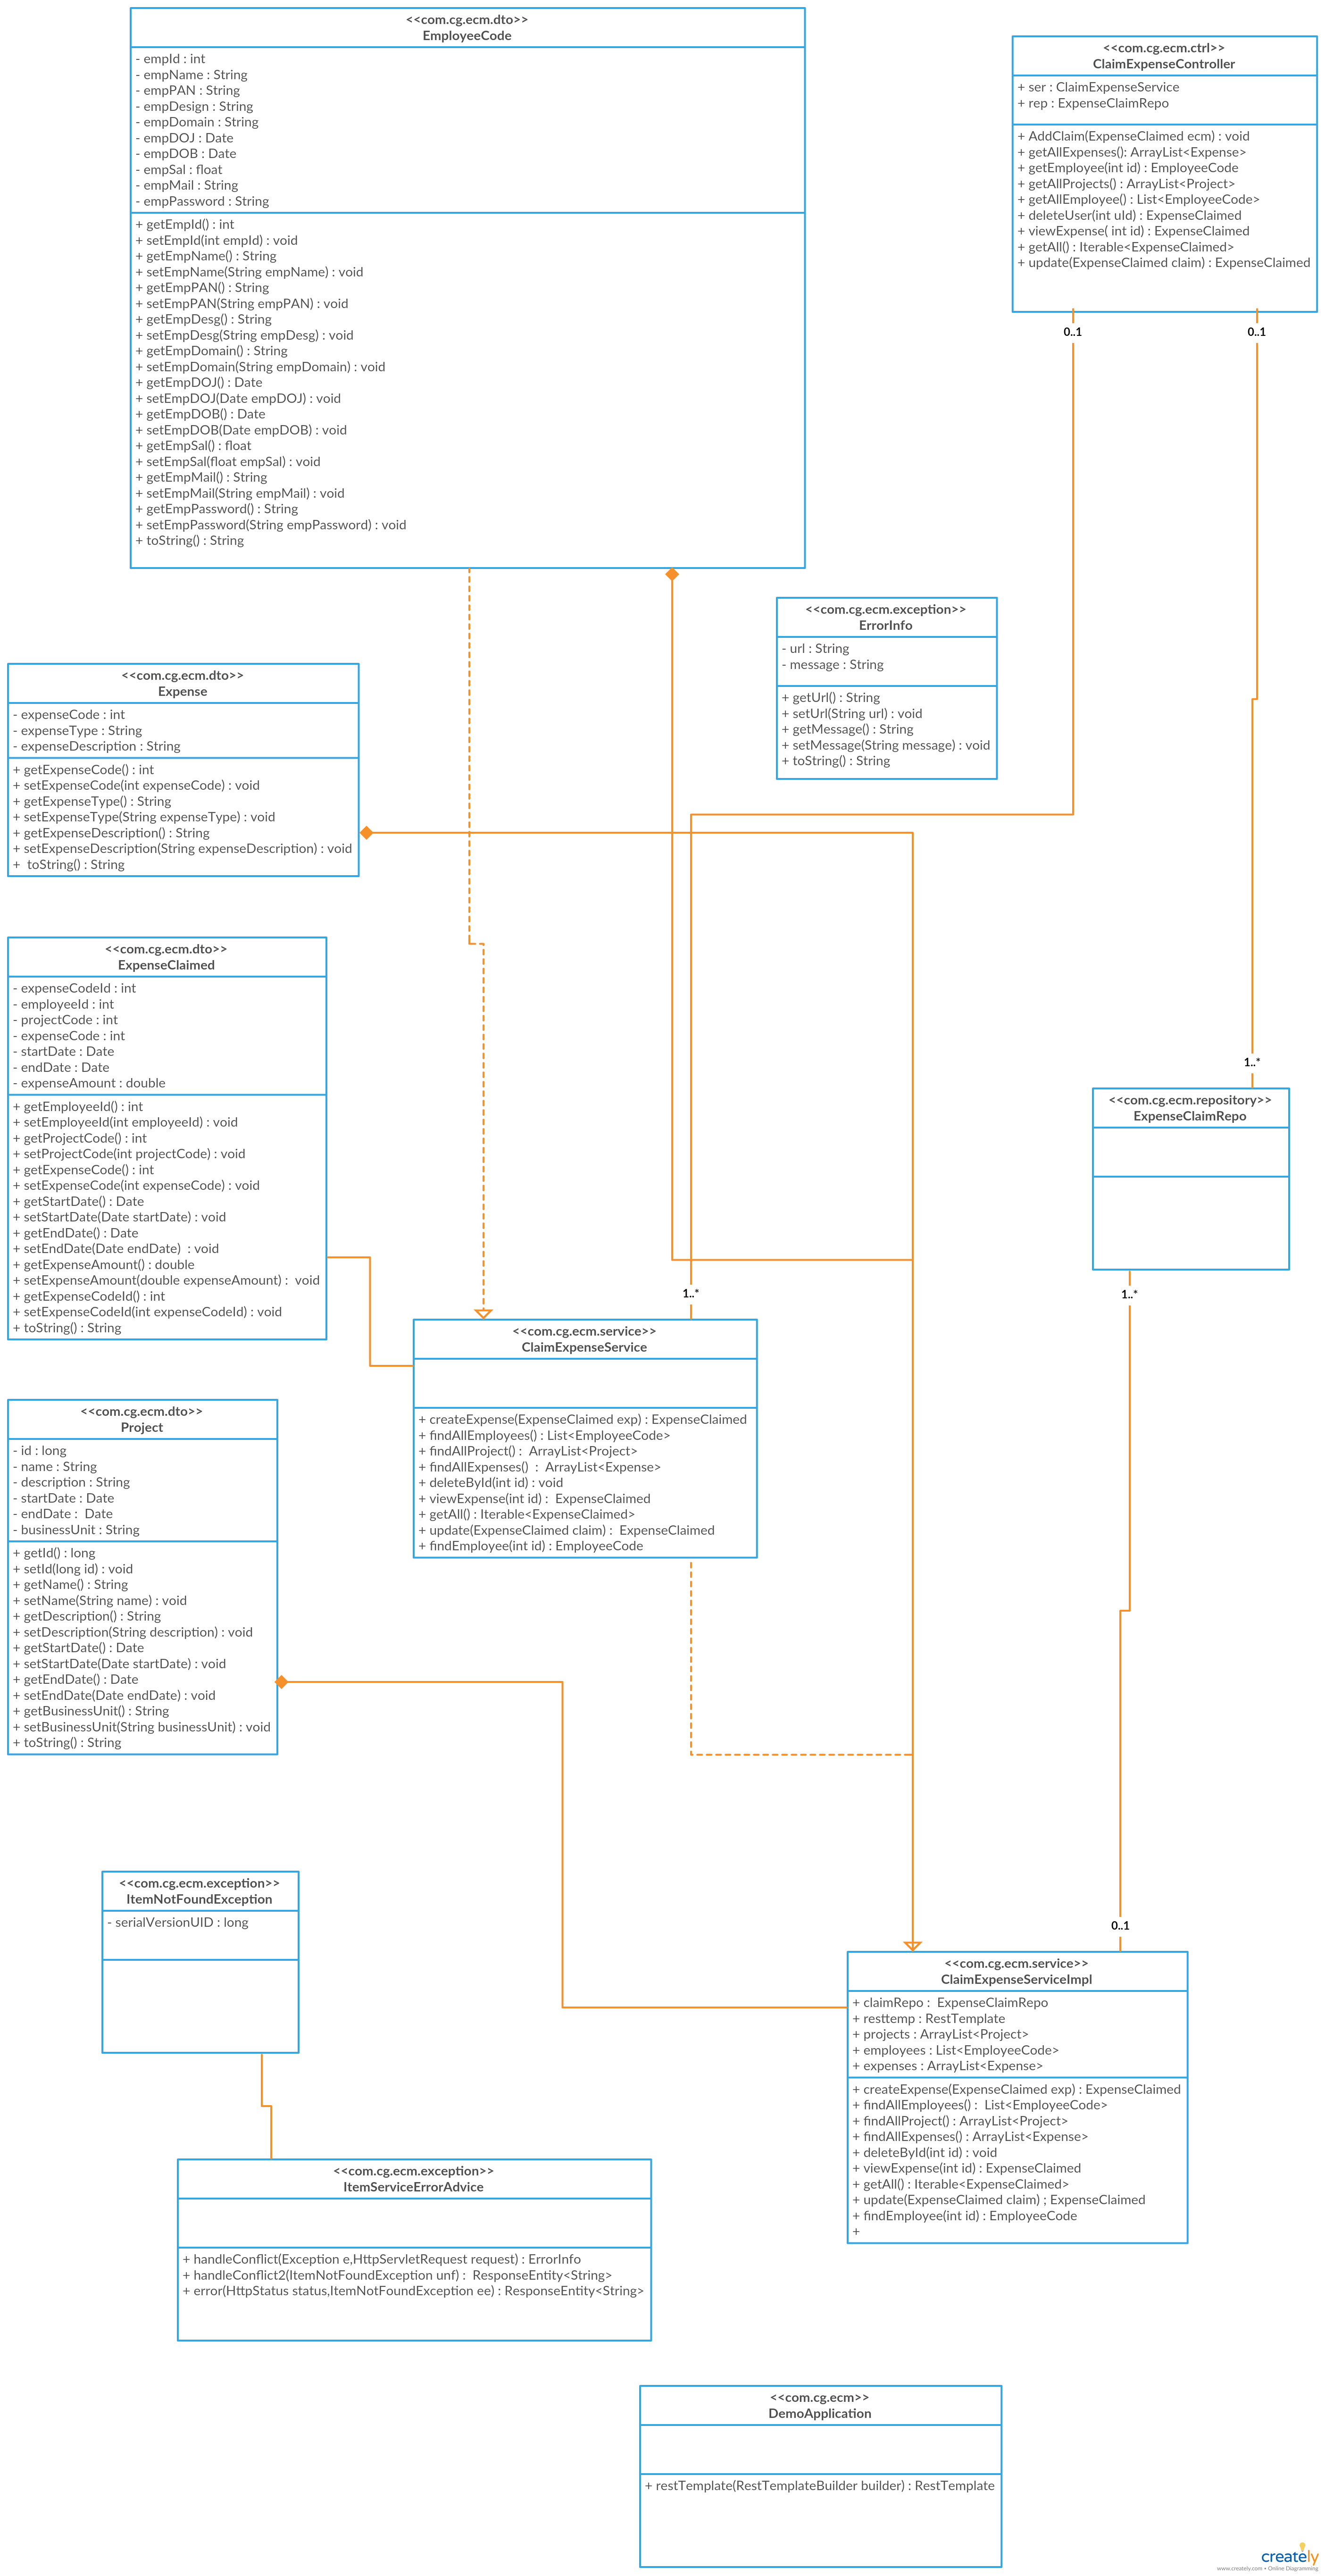 <<com.cg.ecm.dto>>
EmployeeCode
- empId : int
- empName : String
- empPAN : String
- empDesign : String
- empDomain : String
- empDOJ : Date
- empDOB : Date
- empSal : float
- empMail : String
- empPassword : String
+ getEmpId() : int
+ setEmpId(int empId) : void
+ getEmpName() : String
+ setEmpName(String empName) : void
+ getEmpPAN() : String
+ setEmpPAN(String empPAN) : void
+ getEmpDesg() : String
+ setEmpDesg(String empDesg) : void
+ getEmpDomain() : String
+ setEmpDomain(String empDomain) : void
+ getEmpDOJ() : Date
+ setEmpDOJ(Date empDOJ) : void
+ getEmpDOB() : Date
+ setEmpDOB(Date empDOB) : void
+ getEmpSal() : float
+ setEmpSal(float empSal) : void
+ getEmpMail() : String
+ setEmpMail(String empMail) : void
+ getEmpPassword() : String
+ setEmpPassword(String empPassword) : void
+ toString() : String
<<com.cg.ecm.ctrl>>
ClaimExpenseController
+ ser : ClaimExpenseService
+ rep : ExpenseClaimRepo
+ AddClaim(ExpenseClaimed ecm) : void
+ getAllExpenses(): ArrayList<Expense>
+ getEmployee(int id) : EmployeeCode
+ getAllProjects() : ArrayList<Project>
+ getAllEmployee() : List<EmployeeCode>
+ deleteUser(int uId) : ExpenseClaimed
+ viewExpense( int id) : ExpenseClaimed
+ getAll() : Iterable<ExpenseClaimed>
+ update(ExpenseClaimed claim) : ExpenseClaimed
0..1
0..1
<<com.cg.ecm.exception>>
ErrorInfo
- url : String
- message : String
+ getUrl() : String
+ setUrl(String url) : void
+ getMessage() : String
+ setMessage(String message) : void
+ toString() : String
<<com.cg.ecm.dto>>
Expense
- expenseCode : int
- expenseType : String
- expenseDescription : String
+ getExpenseCode() : int
+ setExpenseCode(int expenseCode) : void
+ getExpenseType() : String
+ setExpenseType(String expenseType) : void
+ getExpenseDescription() : String
+ setExpenseDescription(String expenseDescription) : void
+  toString() : String
<<com.cg.ecm.dto>>
ExpenseClaimed
- expenseCodeId : int
- employeeId : int
- projectCode : int
- expenseCode : int
- startDate : Date
- endDate : Date
- expenseAmount : double
+ getEmployeeId() : int
+ setEmployeeId(int employeeId) : void
+ getProjectCode() : int
+ setProjectCode(int projectCode) : void
+ getExpenseCode() : int
+ setExpenseCode(int expenseCode) : void
+ getStartDate() : Date
+ setStartDate(Date startDate) : void
+ getEndDate() : Date
+ setEndDate(Date endDate)  : void
+ getExpenseAmount() : double
+ setExpenseAmount(double expenseAmount) :  void
+ getExpenseCodeId() : int
+ setExpenseCodeId(int expenseCodeId) : void
+ toString() : String
1..*
<<com.cg.ecm.repository>>
ExpenseClaimRepo
1..*
1..*
<<com.cg.ecm.service>>
ClaimExpenseService
+ createExpense(ExpenseClaimed exp) : ExpenseClaimed
+ findAllEmployees() : List<EmployeeCode>
+ findAllProject() :  ArrayList<Project>
+ findAllExpenses()  :  ArrayList<Expense>
+ deleteById(int id) : void
+ viewExpense(int id) :  ExpenseClaimed
+ getAll() : Iterable<ExpenseClaimed>
+ update(ExpenseClaimed claim) :  ExpenseClaimed
+ findEmployee(int id) : EmployeeCode
<<com.cg.ecm.dto>>
Project
- id : long
- name : String
- description : String
- startDate : Date
- endDate :  Date
- businessUnit : String
+ getId() : long
+ setId(long id) : void
+ getName() : String
+ setName(String name) : void
+ getDescription() : String
+ setDescription(String description) : void
+ getStartDate() : Date
+ setStartDate(Date startDate) : void
+ getEndDate() : Date
+ setEndDate(Date endDate) : void
+ getBusinessUnit() : String
+ setBusinessUnit(String businessUnit) : void
+ toString() : String
<<com.cg.ecm.exception>>
ItemNotFoundException
- serialVersionUID : long
0..1
<<com.cg.ecm.service>>
ClaimExpenseServiceImpl
+ claimRepo :  ExpenseClaimRepo
+ resttemp : RestTemplate
+ projects : ArrayList<Project>
+ employees : List<EmployeeCode>
+ expenses : ArrayList<Expense>
+ createExpense(ExpenseClaimed exp) : ExpenseClaimed
+ findAllEmployees() :  List<EmployeeCode>
+ findAllProject() : ArrayList<Project>
+ findAllExpenses() : ArrayList<Expense>
+ deleteById(int id) : void
+ viewExpense(int id) : ExpenseClaimed
+ getAll() : Iterable<ExpenseClaimed>
+ update(ExpenseClaimed claim) ; ExpenseClaimed
+ findEmployee(int id) : EmployeeCode
+
<<com.cg.ecm.exception>>
ItemServiceErrorAdvice
+ handleConflict(Exception e,HttpServletRequest request) : ErrorInfo
+ handleConflict2(ItemNotFoundException unf) :  ResponseEntity<String>
+ error(HttpStatus status,ItemNotFoundException ee) : ResponseEntity<String>
<<com.cg.ecm>>
DemoApplication
+ restTemplate(RestTemplateBuilder builder) : RestTemplate
creately
www.creately.com • Online Diagramming